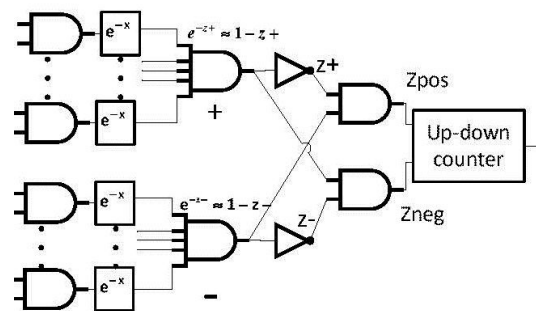 e^{-x}
e^{-z+} ≈ 1 - z+
z+
Zpos
e^{-x}
+
Up-down
counter
e^{-x}
e^{-z-} ≈ 1 - z-
z-
Zneg
e^{-x}
-